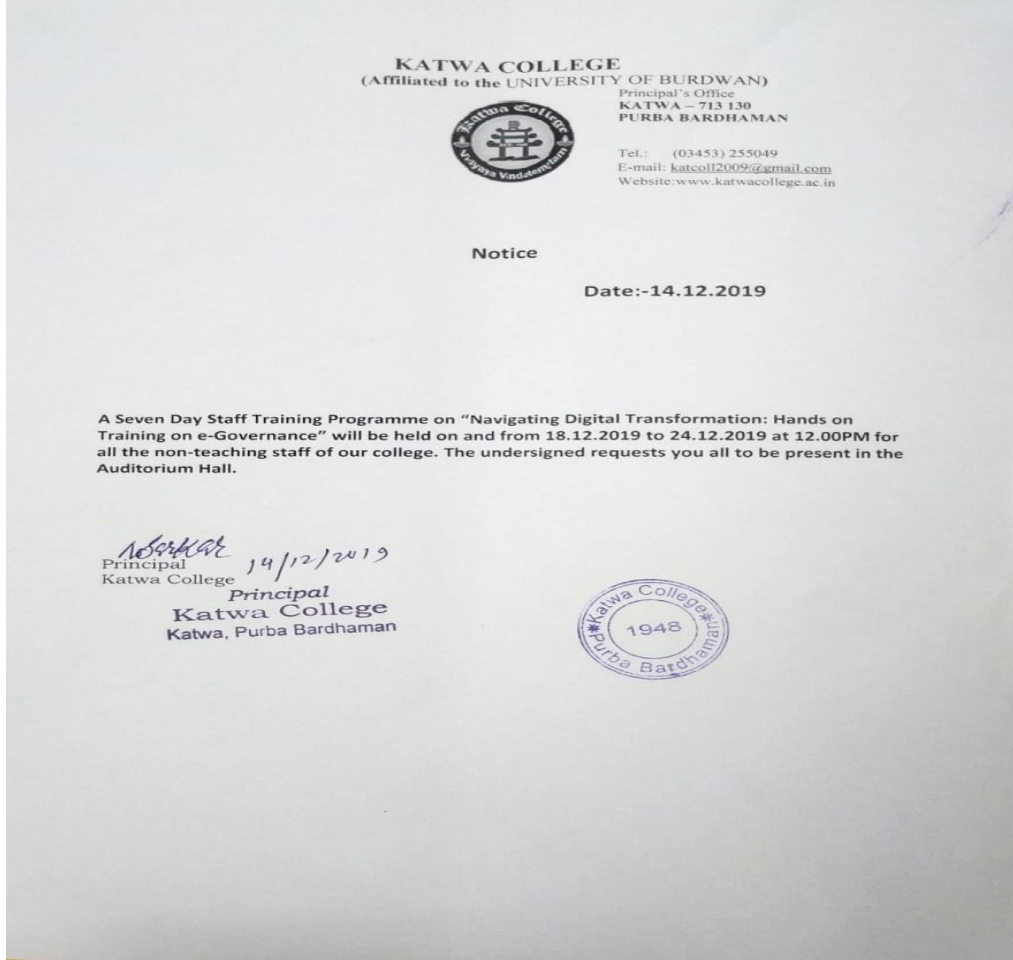 KATWA COLLEGE
(Affiliated to the UNIVERSITY OF BURDWAN)
Principal's Office
KATWA – 713 130
PURBA BARDHAMAN
Katwa College
Tel.: (03453) 255049
E-mail: katcoll2009@gmail.com
Website:www.katwacollege.ac.in
Notice
Date:-14.12.2019
A Seven Day Staff Training Programme on “Navigating Digital Transformation: Hands on
Training on e-Governance” will be held on and from 18.12.2019 to 24.12.2019 at 12.00PM for
all the non-teaching staff of our college. The undersigned requests you all to be present in the
Auditorium Hall.
Sarkar
14/12/2019
Principal
Katwa College
Principal
Katwa College
Katwa, Purba Bardhaman
Katwa College
1948
Purba Bardhaman